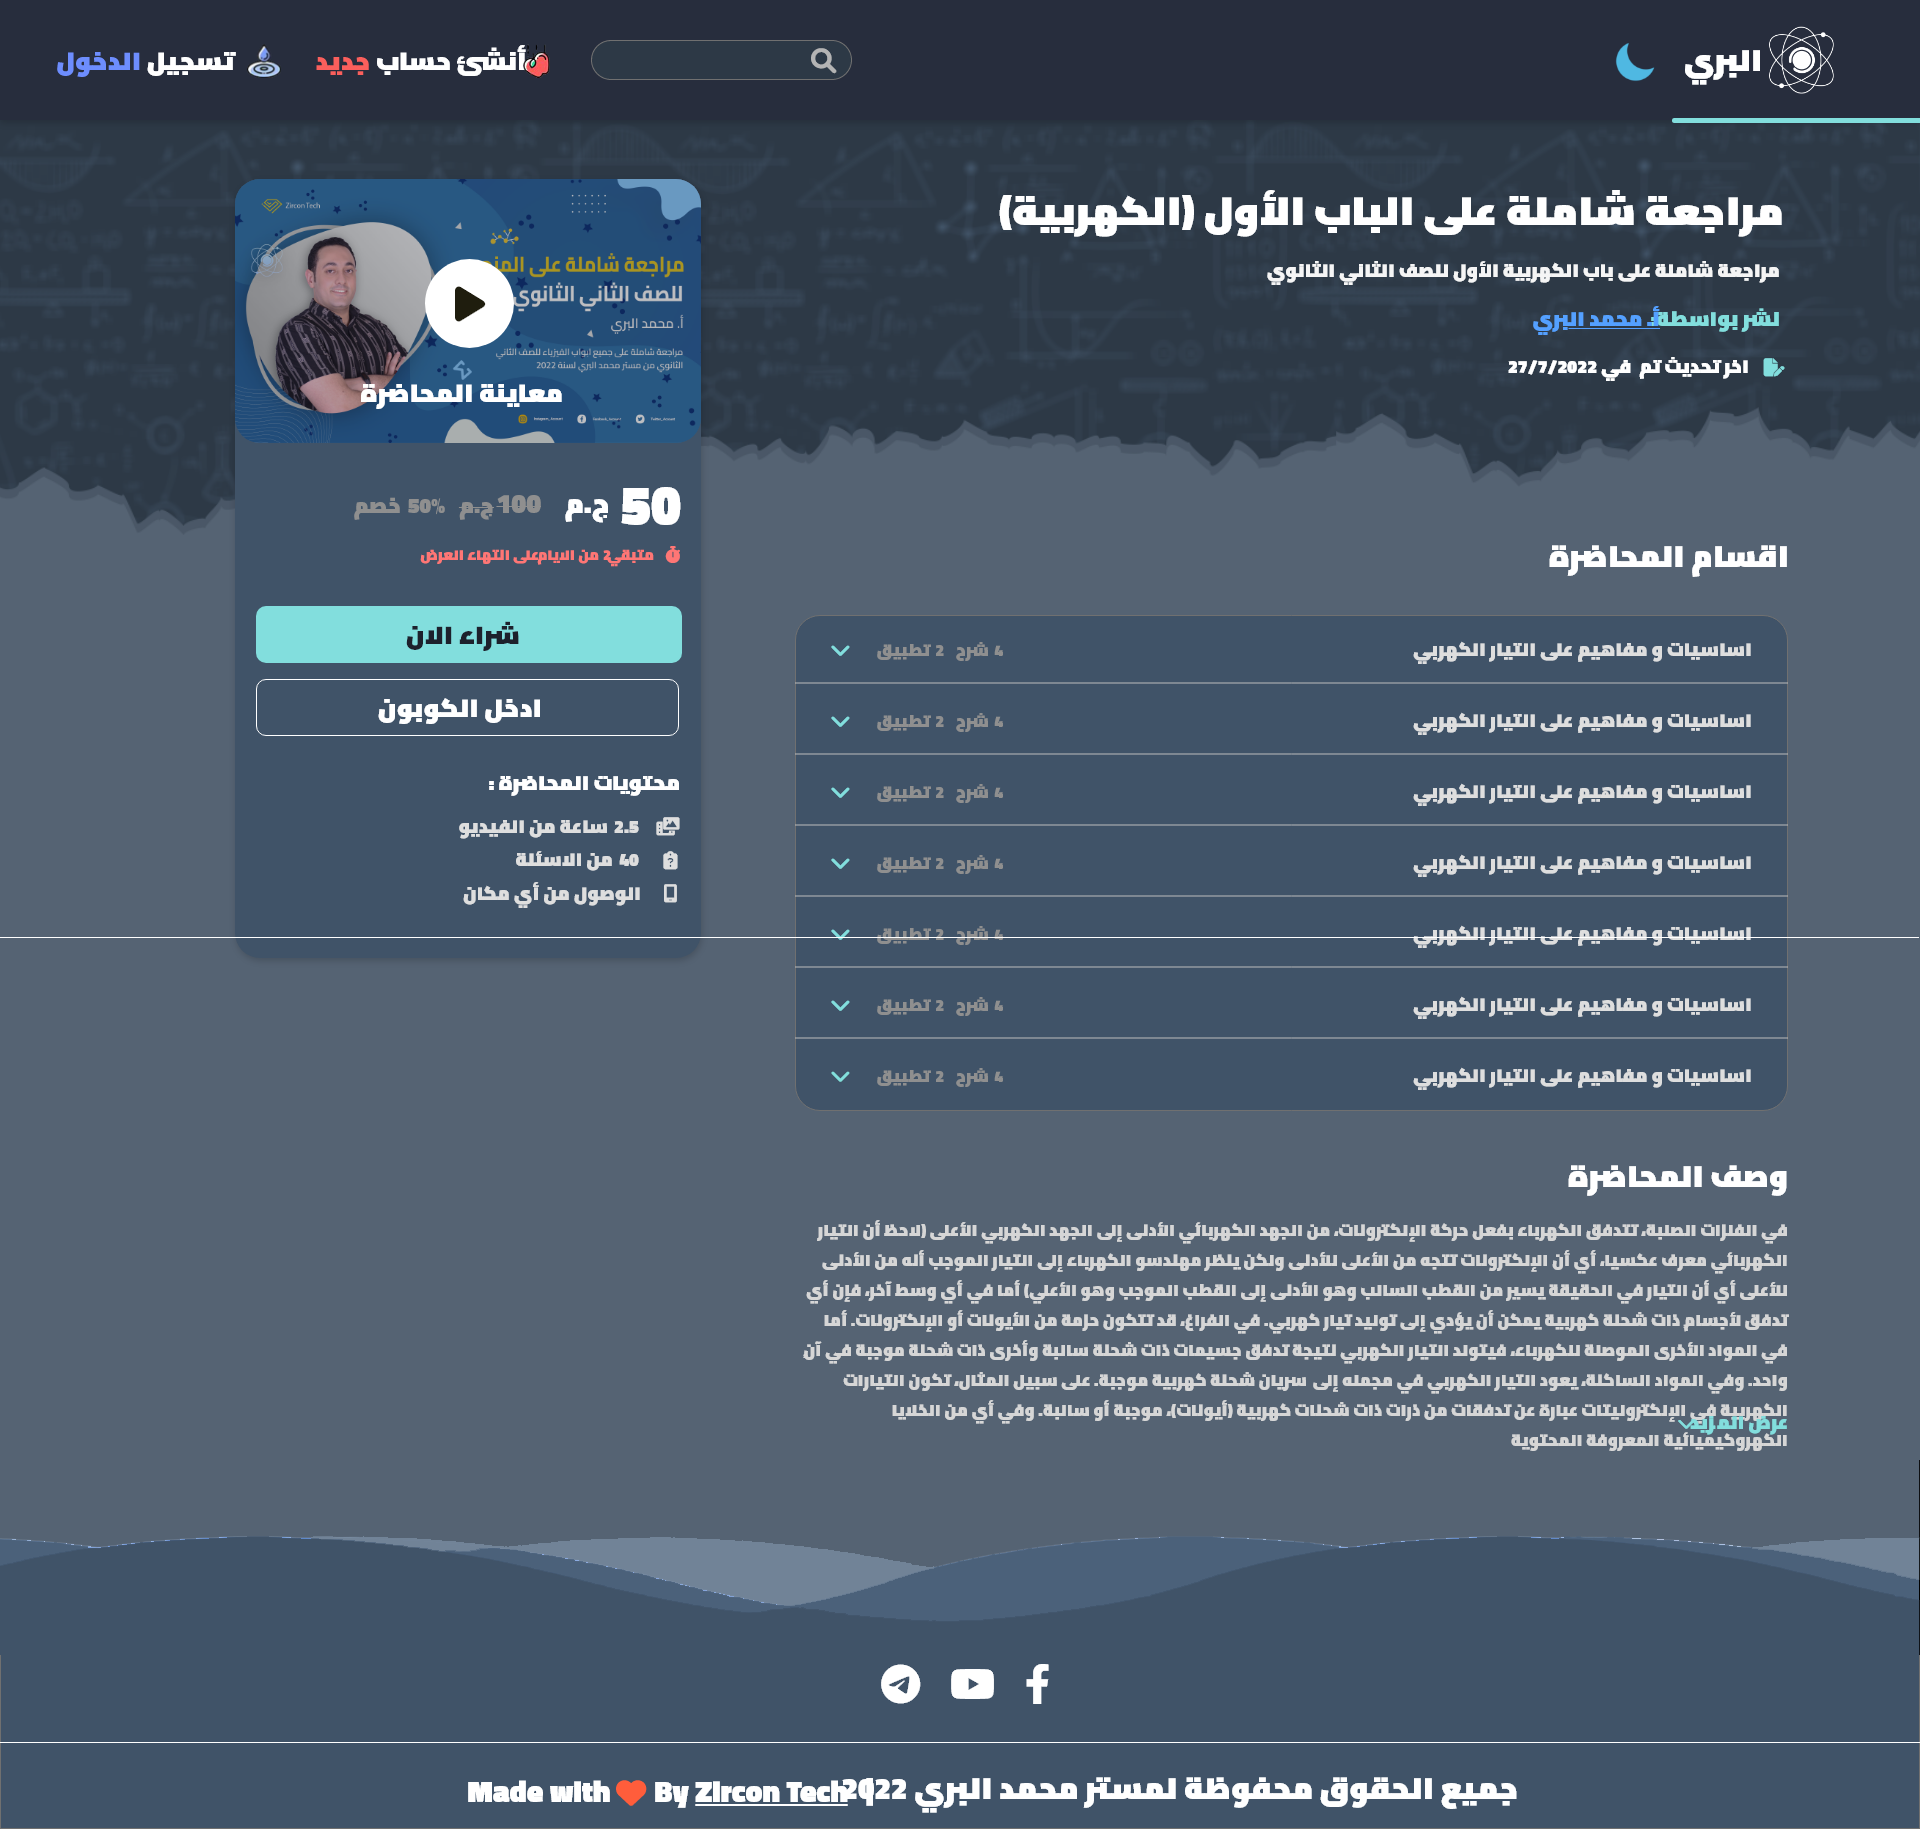 البري
أنشئ حساب جديد
تسجيل الدخول
مراجعة شاملة على الباب الأول (الكهربية)
مراجعة شاملة على باب الكهربية الأول للصف الثاني الثانوي
نشر بواسطة: أ. محمد البري
اخر تحديث تم في 27/7/2022
Zircon Tech
مراجعة شاملة على
للصف الثاني الثانوي
أ. محمد البري
مراجعة شاملة على جميع ابواب الفيزياء للصف الثاني
الثانوي من مستر محمد البري لسنة 2022
معاينة المحاضرة
50 ج.م 100 ج.م 50% خصم
متبقي2 من الايام على انتهاء العرض
شراء الان
ادخل الكوبون
محتويات المحاضرة :
2.5 ساعة من الفيديو
40 من الاسئلة
الوصول من أي مكان
اقسام المحاضرة
اساسيات و مفاهيم على التيار الكهربي 4 شرح 2 تطبيق
اساسيات و مفاهيم على التيار الكهربي 4 شرح 2 تطبيق
اساسيات و مفاهيم على التيار الكهربي 4 شرح 2 تطبيق
اساسيات و مفاهيم على التيار الكهربي 4 شرح 2 تطبيق
اساسيات و مفاهيم على التيار الكهربي 4 شرح 2 تطبيق
اساسيات و مفاهيم على التيار الكهربي 4 شرح 2 تطبيق
اساسيات و مفاهيم على التيار الكهربي 4 شرح 2 تطبيق
وصف المحاضرة
في الفلزات الصلبة، تتدفق الكهرباء بفعل حركة الإلكترونات، من الجهد الكهربائي الأدنى إلى الجهد الكهربي الأعلى (لاحظ أن التيار
الكهربائي معرف عكسيا، أي أن الإلكترونات تتجه من الأعلى للأدنى ولكن ينظر مهندسو الكهرباء إلى التيار الموجب أنه من الأدنى
للأعلى أي أن التيار في الحقيقة يسير من القطب السالب وهو الأدنى إلى القطب الموجب وهو الأعلي) أما في أي وسط آخر، فإن أي
تدفق لأجسام ذات شحنة كهربية يمكن أن يؤدي إلى توليد تيار كهربي. في الفراغ، قد تتكون حزمة من الأيونات أو الإلكترونات. أما
في المواد الأخرى الموصلة للكهرباء، فيتولد التيار الكهربي نتيجة تدفق جسيمات ذات شحنة سالبة وأخرى ذات شحنة موجبة في آن
واحد. وفي المواد الساكنة، يعود التيار الكهربي في مجمله إلى سريان شحنة كهربية موجبة. على سبيل المثال، تكون التيارات
الكهربية في الإلكتروليتات عبارة عن تدفقات من ذرات ذات شحنات كهربية (أيونات)، موجبة أو سالبة. وفي أي من الخلايا
عرض المزيد
الكهروكيميائية المعروفة المحتوية
جميع الحقوق محفوظة لمستر محمد البري 2022
| Made with By Zircon Tech